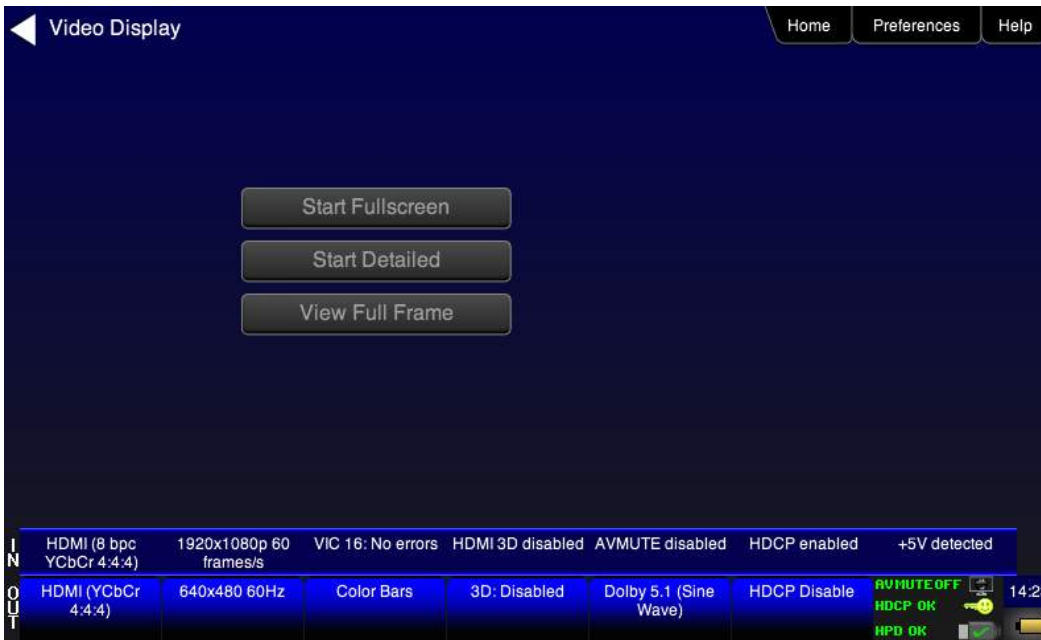 Video Display
Home
Preferences
Help
Start Fullscreen
Start Detailed
View Full Frame
IN
HDMI (8 bpc
YCbCr 4:4:4)
1920x1080p 60
frames/s
VIC 16: No errors
HDMI 3D disabled
AVMUTE disabled
HDCP enabled
+5V detected
OUT
HDMI (YCbCr
4:4:4)
640x480 60Hz
Color Bars
3D: Disabled
Dolby 5.1 (Sine
Wave)
HDCP Disable
AVMUTE OFF
HDCP OK
HPD OK